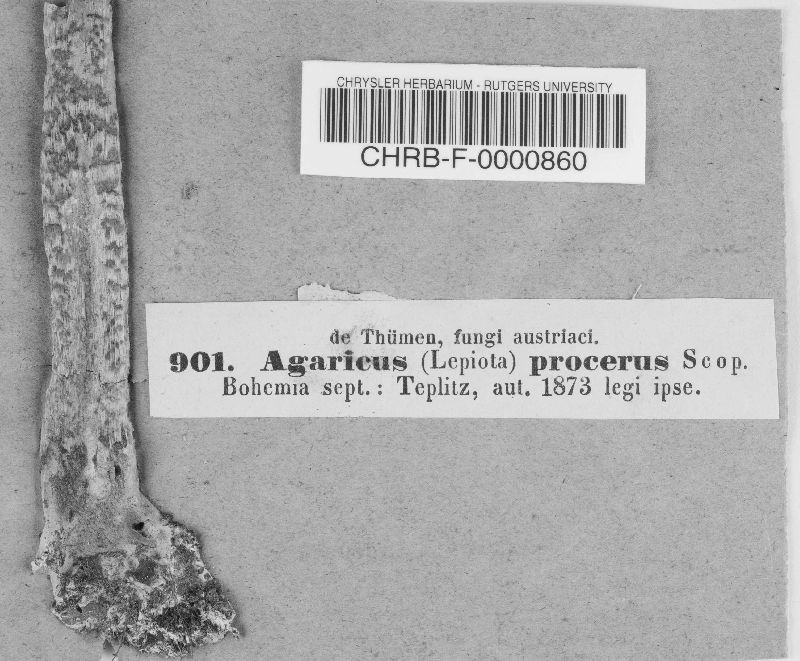 CHRYSLER HERBARIUM - RUTGERS UNIVERSITY
CHRB-F-0000860
de Thümen, fungi austriaci.
901. Agaricus (Lepiota) procerus Scop.
Bohemia sept.: Teplitz, aut. 1873 legi ipse.